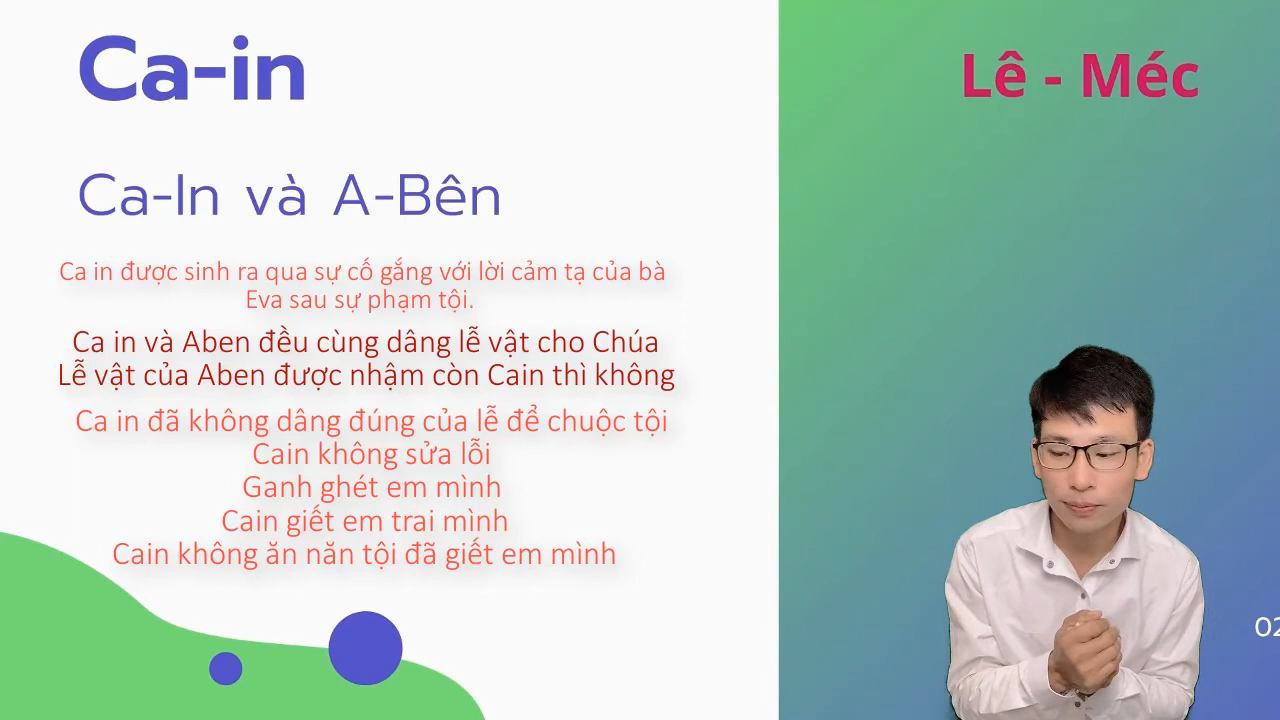 Ca-in
Lê - Méc
Ca-In và A-Bên
Ca in được sinh ra qua sự cố gắng với lời cảm tạ của bà
Eva sau sự phạm tội.
Ca in và Aben đều cùng dâng lễ vật cho Chúa
Lễ vật của Aben được nhậm còn Cain thì không
Ca in đã không dâng đúng của lễ để chuộc tội
Cain không sửa lỗi
Ganh ghét em mình
Cain giết em trai mình
Cain không ăn năn tội đã giết em mình
02